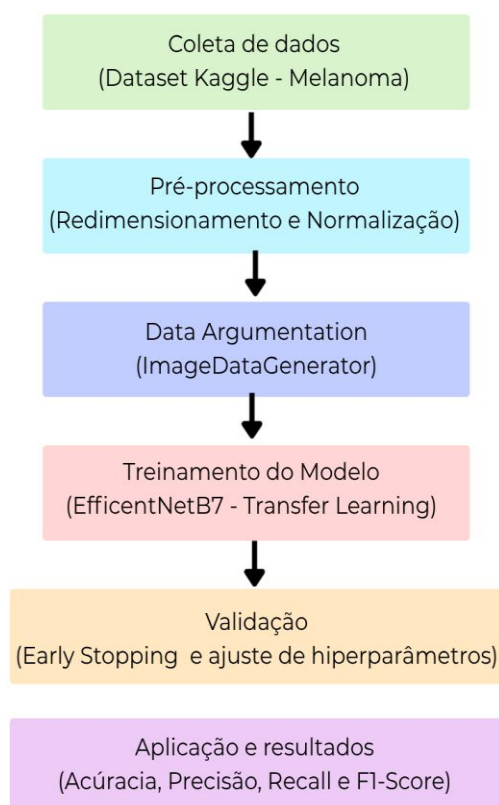 Coleta de dados
(Dataset Kaggle - Melanoma)
Pré-processamento
(Redimensionamento e Normalização)
Data Argumentation
(ImageDataGenerator)
Treinamento do Modelo
(EfficentNetB7 - Transfer Learning)
Validação
(Early Stopping e ajuste de hiperparâmetros)
Aplicação e resultados
(Acúracia, Precisão, Recall e F1-Score)